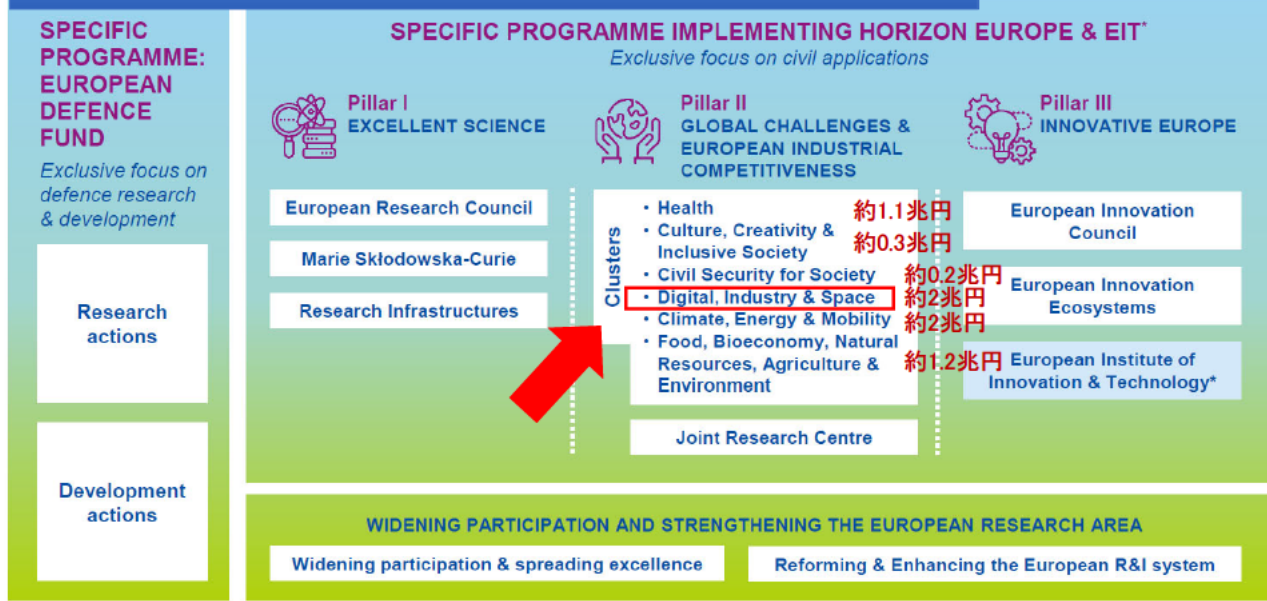 SPECIFIC
PROGRAMME:
EUROPEAN
DEFENCE
FUND
Exclusive focus on
defence research
& development
Research
actions
Development
actions
SPECIFIC PROGRAMME IMPLEMENTING HORIZON EUROPE & EIT*
Exclusive focus on civil applications
Pillar I
EXCELLENT SCIENCE
European Research Council
Marie Skłodowska-Curie
Research Infrastructures
Pillar II
GLOBAL CHALLENGES &
EUROPEAN INDUSTRIAL
COMPETITIVENESS
Clusters
• Health 約1.1兆円
• Culture, Creativity &
Inclusive Society 約0.3兆円
• Civil Security for Society 約0.2兆円
• Digital, Industry & Space 約2兆円
• Climate, Energy & Mobility 約2兆円
• Food, Bioeconomy, Natural
Resources, Agriculture & 約1.2兆円
Environment
Joint Research Centre
Pillar III
INNOVATIVE EUROPE
European Innovation
Council
European Innovation
Ecosystems
European Institute of
Innovation & Technology*
WIDENING PARTICIPATION AND STRENGTHENING THE EUROPEAN RESEARCH AREA
Widening participation & spreading excellence
Reforming & Enhancing the European R&I system